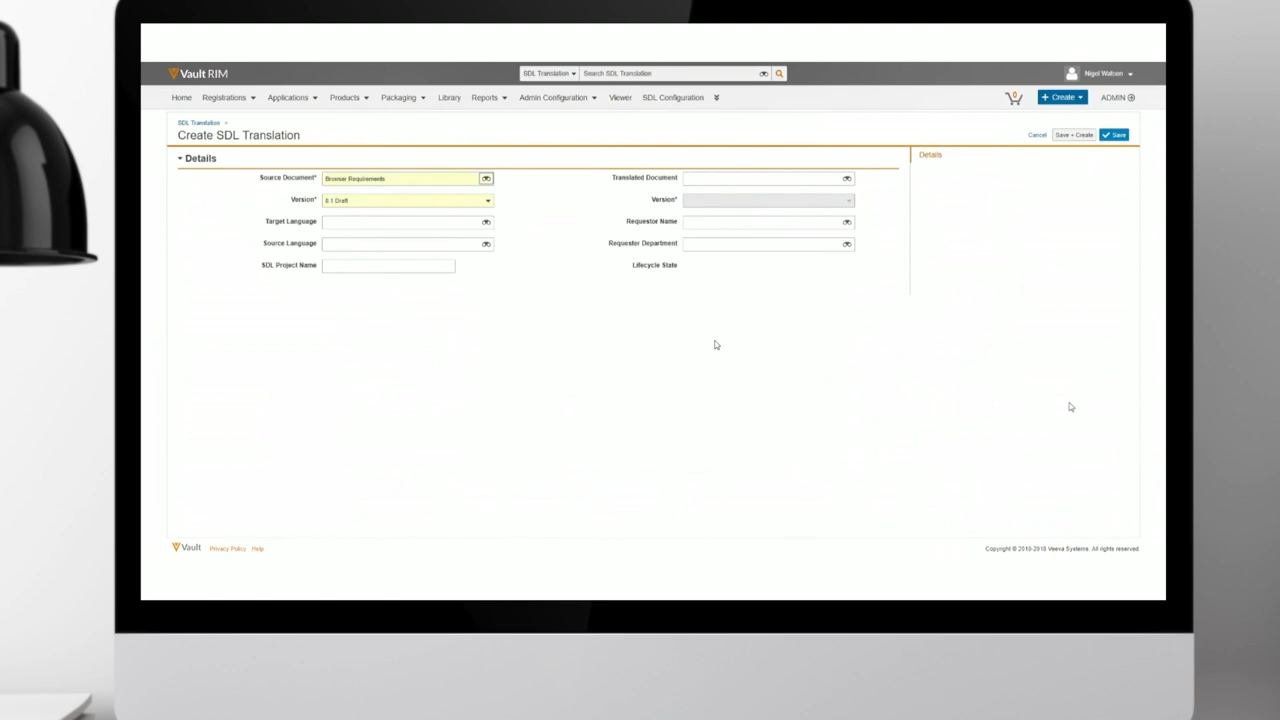 Vault RIM SDL Translation Search SDL Translation Nigel Watson
Home Registrations Applications Products Packaging Library Reports Admin Configuration Viewer SDL Configuration 0 + Create ADMIN
SDL Translation >
Create SDL Translation Cancel Save + Create Save
Details Details
Source Document* Browser Requirements Translated Document
Version* 0.1 Draft Version*
Target Language Requestor Name
Source Language Requester Department
SDL Project Name Lifecycle State
Vault Privacy Policy Help Copyright © 2010-2018 Veeva Systems. All rights reserved.